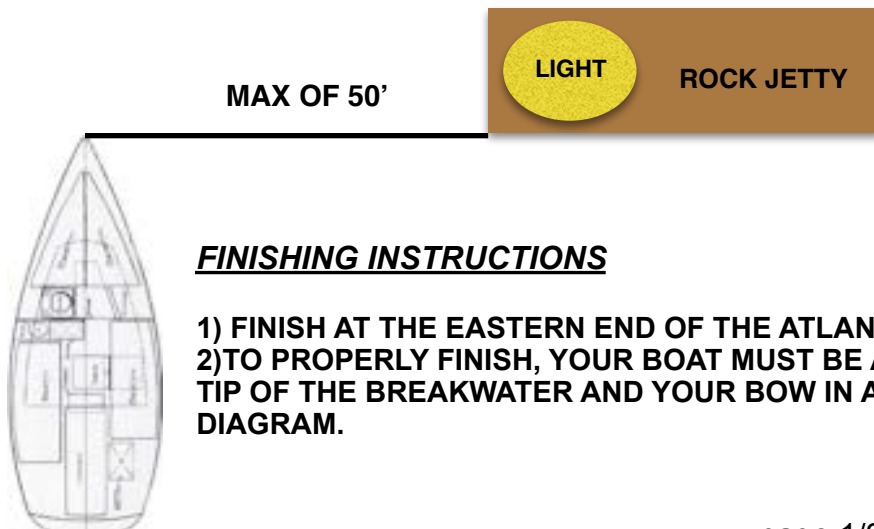 LIGHT
ROCK JETTY
MAX OF 50’
FINISHING INSTRUCTIONS
1) FINISH AT THE EASTERN END OF THE ATLAN
2)TO PROPERLY FINISH, YOUR BOAT MUST BE A
TIP OF THE BREAKWATER AND YOUR BOW IN A
DIAGRAM.